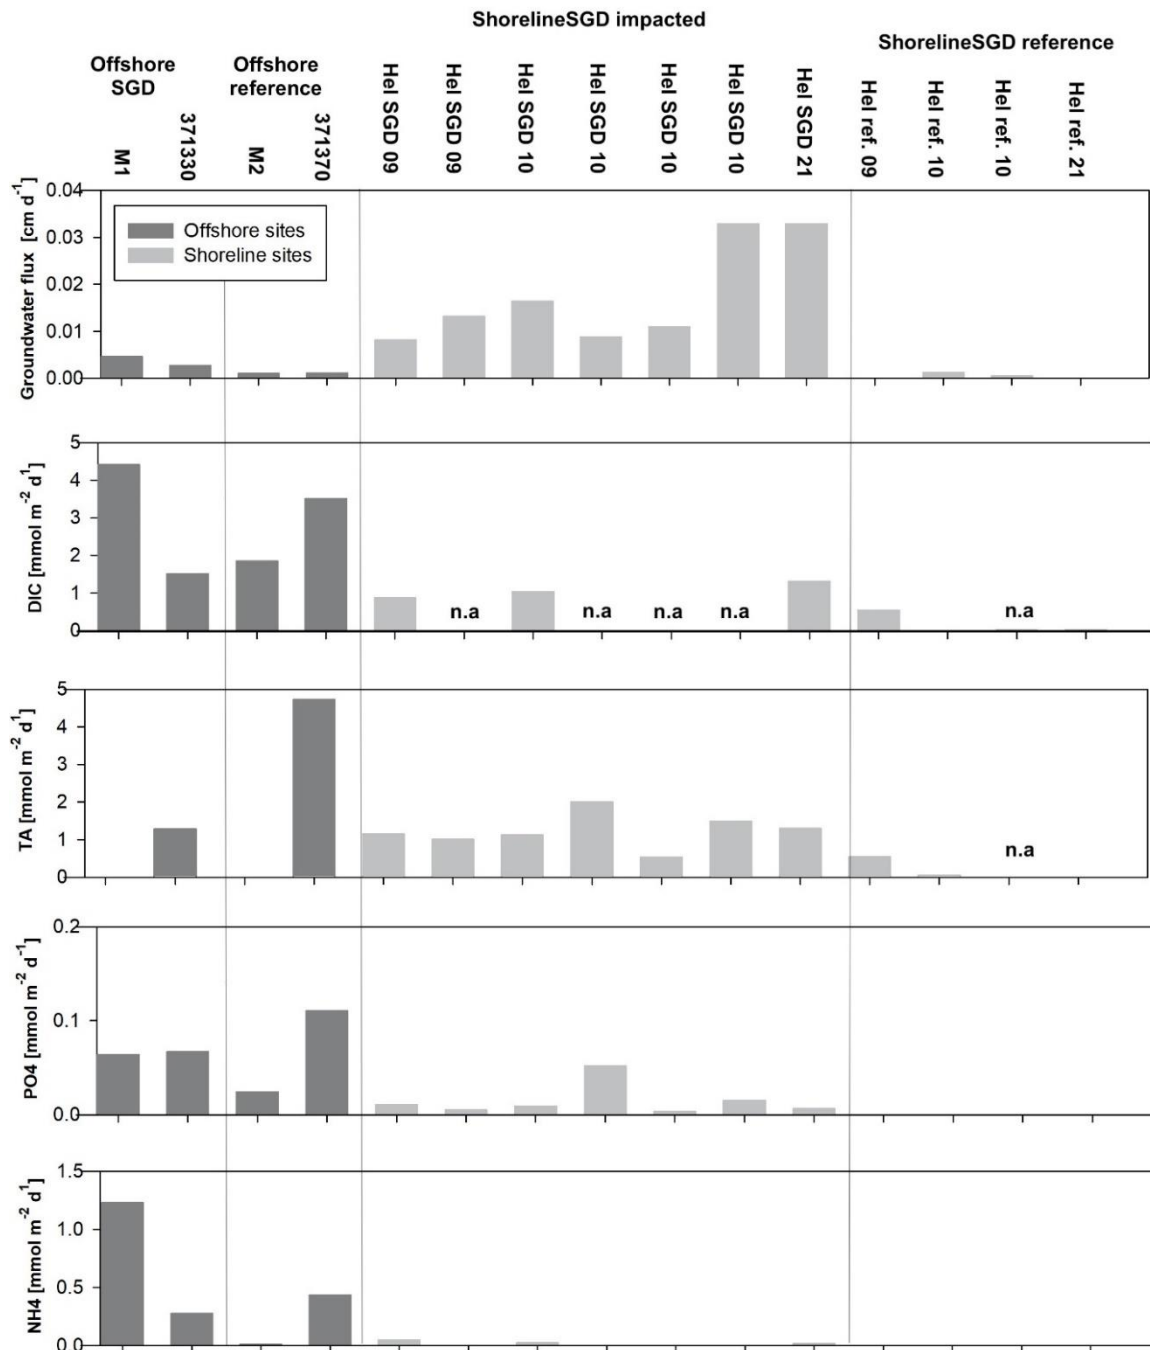 ShorelineSGD impacted
ShorelineSGD reference
Offshore
SGD
Offshore
reference
M1
371330
M2
371370
Hel SGD 09
Hel SGD 09
Hel SGD 10
Hel SGD 10
Hel SGD 10
Hel SGD 10
Hel SGD 21
Hel ref. 09
Hel ref. 10
Hel ref. 10
Hel ref. 21
Groundwater flux [cm d-1]
0.04
0.03
0.02
0.01
0.00
Offshore sites
Shoreline sites
DIC [mmol m-2 d1]
5
4
3
2
1
0
n.a
n.a
n.a
n.a
n.a
TA [mmol m-2 d1]
5
4
3
2
1
0
n.a
PO4 [mmol m-2 d-1]
0.2
0.1
0.0
NH4 [mmol m-2 d1]
1.5
1.0
0.5
0.0